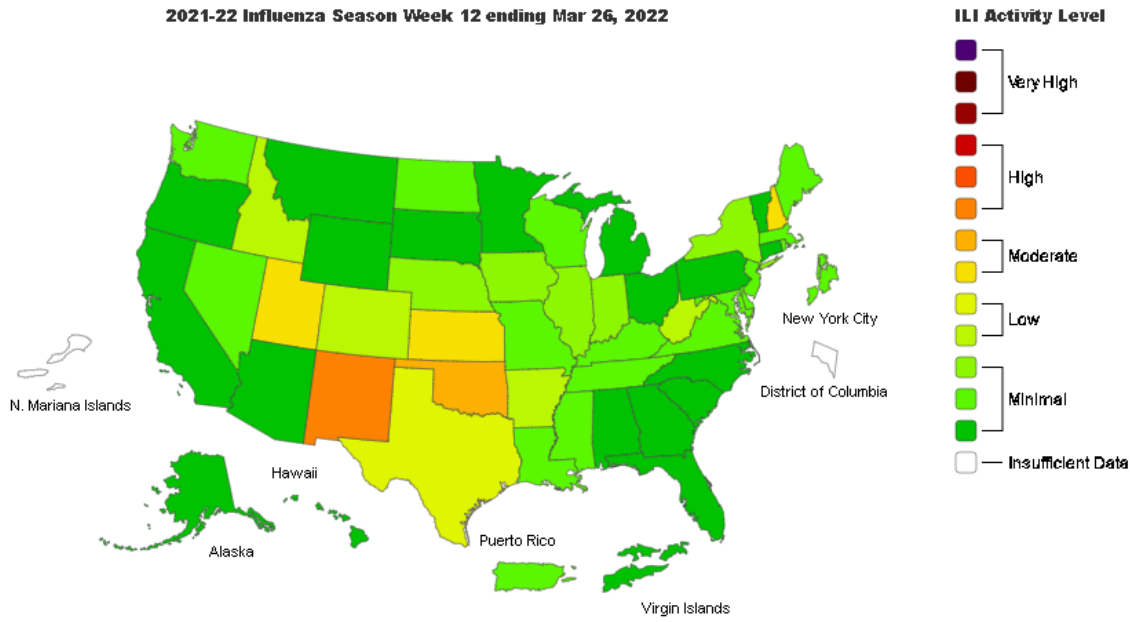 2021-22 Influenza Season Week 12 ending Mar 26, 2022
ILI Activity Level
Very High
High
Moderate
Low
Minimal
Insufficient Data
New York City
District of Columbia
N. Mariana Islands
Hawaii
Alaska
Puerto Rico
Virgin Islands